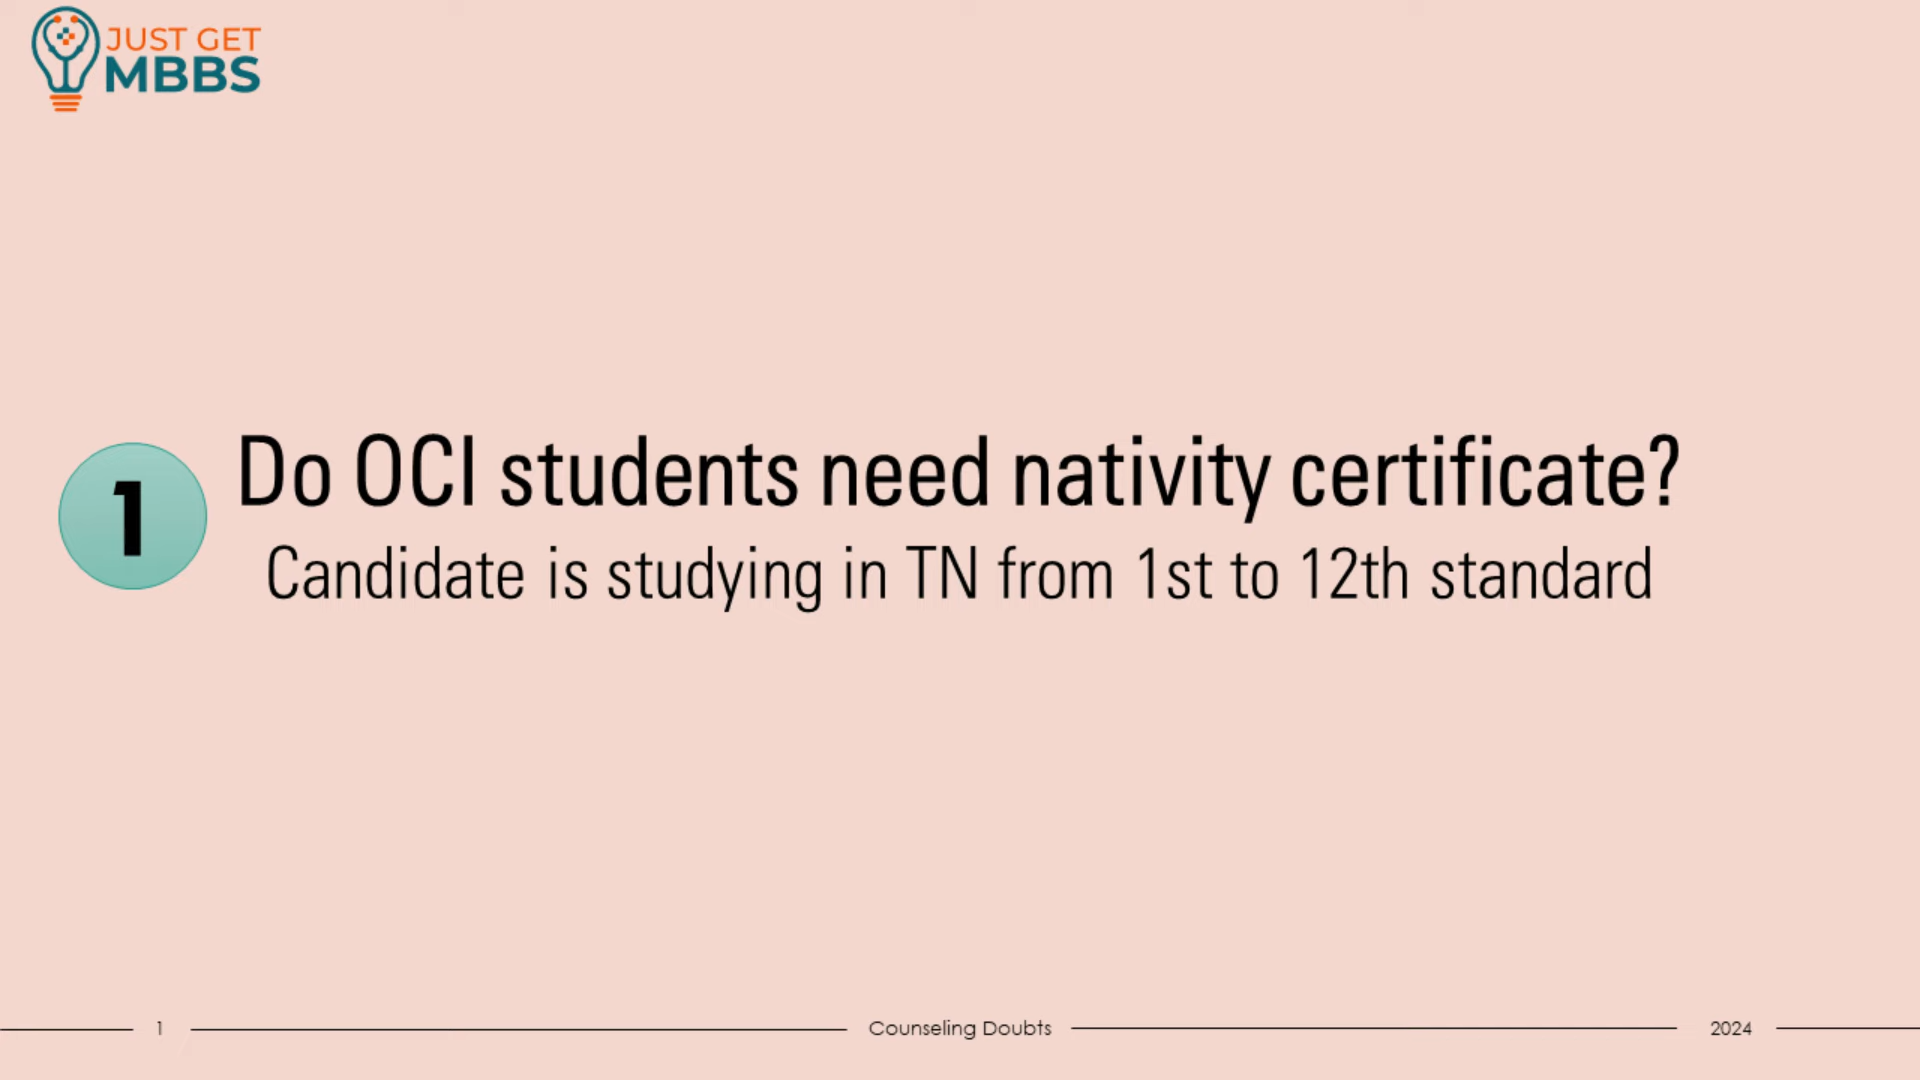 JUST GET
MBBS
1
Do OCI students need nativity certificate?
Candidate is studying in TN from 1st to 12th standard
1
Counseling Doubts
2024